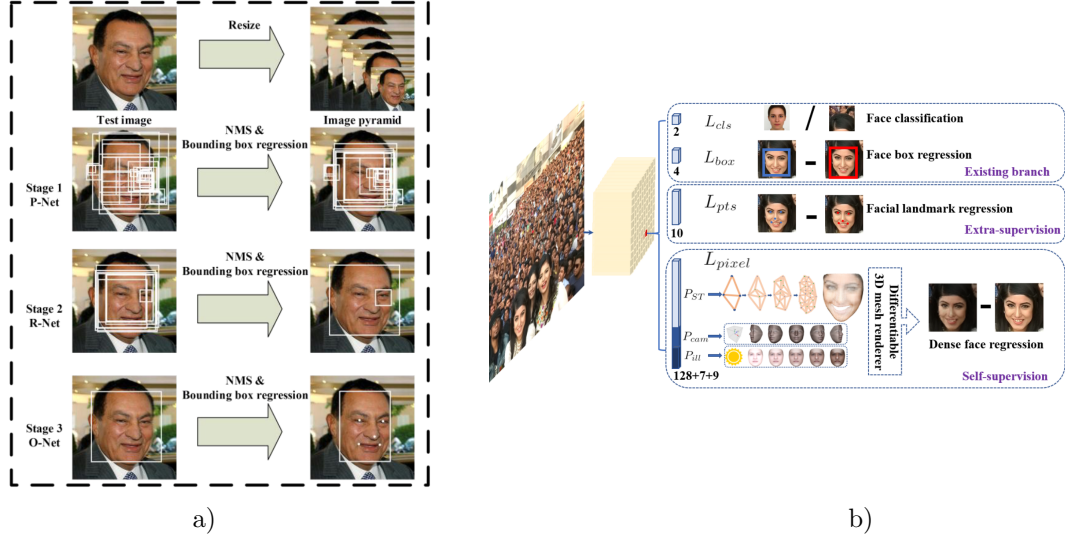 Resize
Test image
Image pyramid
NMS &
Bounding box regression
Stage 1
P-Net
NMS &
Bounding box regression
Stage 2
R-Net
NMS &
Bounding box regression
Stage 3
O-Net
a)
2
L_cls
/
Face classification
4
L_box
-
Face box regression
Existing branch
10
L_pts
-
Facial landmark regression
Extra-supervision
L_pixel
P_ST
P_cam
P_ill
128+7+9
Differentiable
3D mesh renderer
-
Dense face regression
Self-supervision
b)